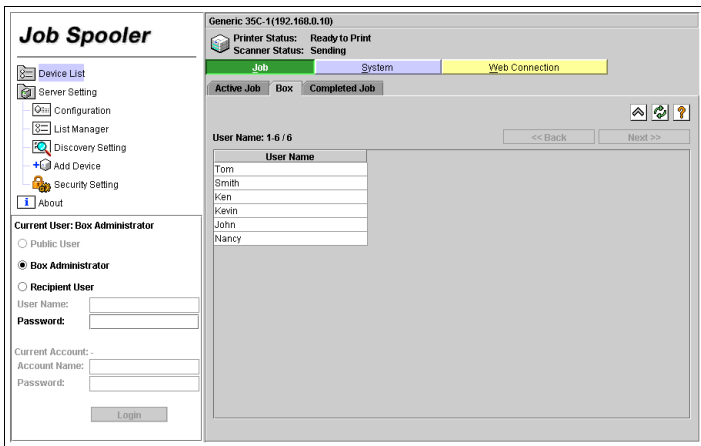 Job Spooler
Device List
Server Setting
Configuration
List Manager
Discovery Setting
Add Device
Security Setting
About
Current User: Box Administrator
Public User
Box Administrator
Recipient User
User Name:
Password:
Current Account: -
Account Name:
Password:
Login
Generic 35C-1(192.168.0.10)
Printer Status: Ready to Print
Scanner Status: Sending
Job System Web Connection
Active Job Box Completed Job
?
User Name: 1-6 / 6 << Back Next >>
User Name
Tom
Smith
Ken
Kevin
John
Nancy